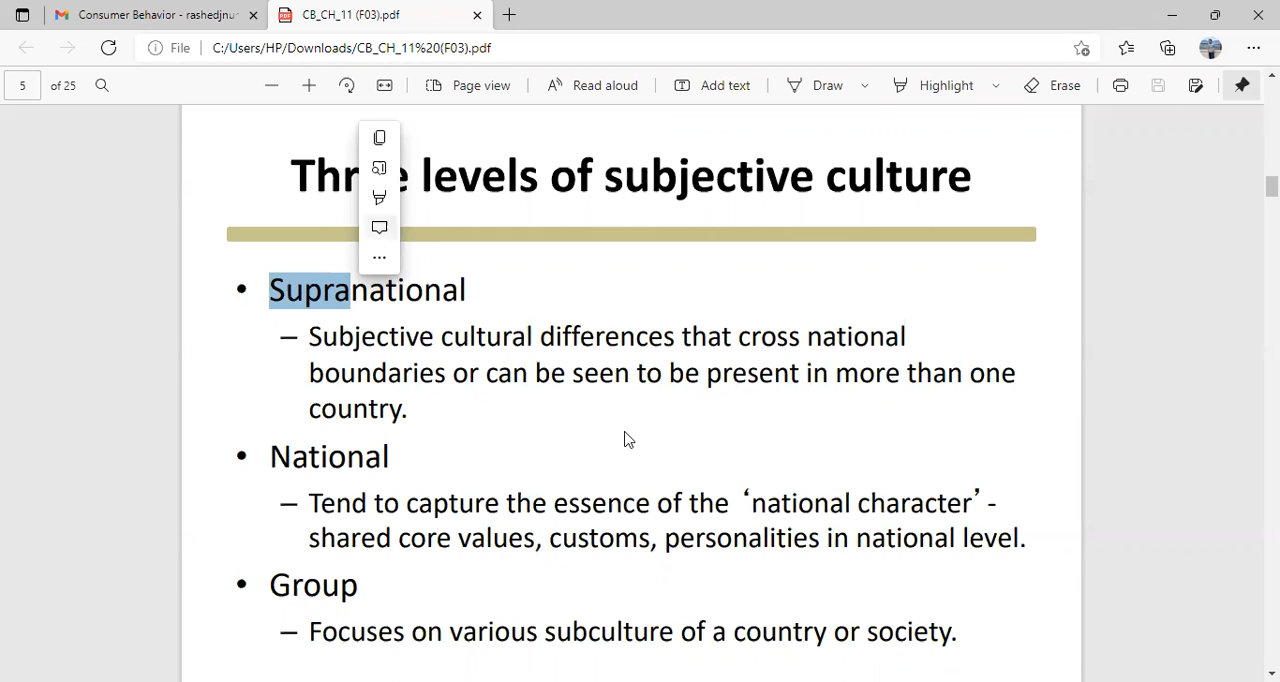 Consumer Behavior - rashedjnu
CB_CH_11 (F03).pdf
File C:/Users/HP/Downloads/CB_CH_11%20(F03).pdf
5 of 25 Page view Read aloud Add text Draw Highlight Erase
levels of subjective culture
• Supranational
– Subjective cultural differences that cross national
boundaries or can be seen to be present in more than one
country.
• National
– Tend to capture the essence of the ‘national character’ -
shared core values, customs, personalities in national level.
• Group
– Focuses on various subculture of a country or society.